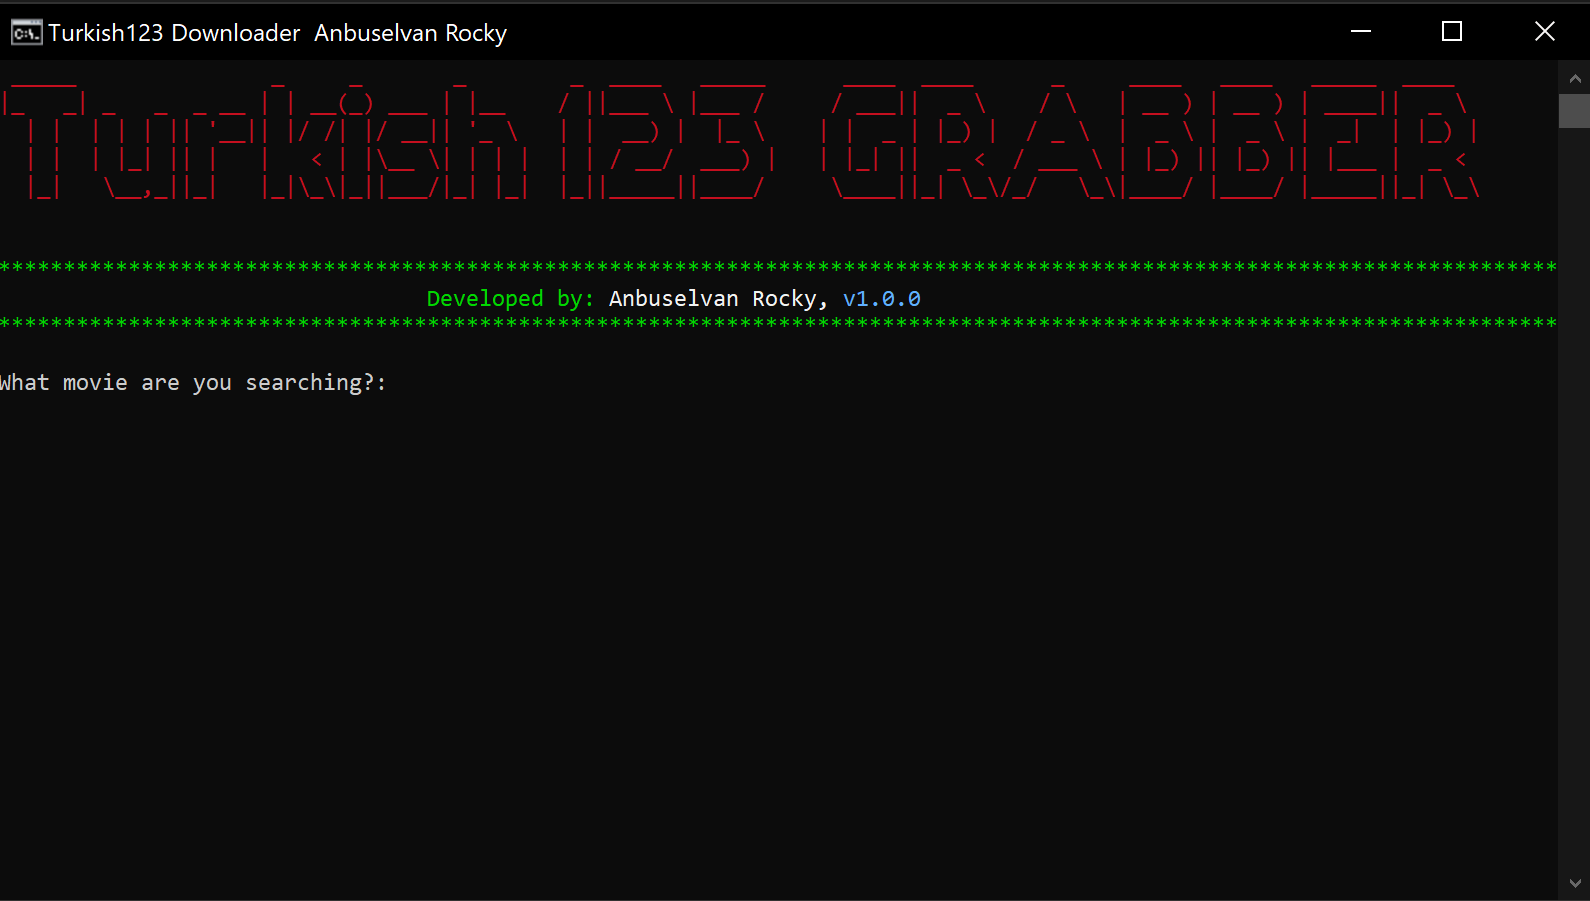 Turkish123 Downloader  Anbuselvan Rocky
Turkish 123 GRABBER
************************************************************************************************************************
Developed by: Anbuselvan Rocky, v1.0.0
************************************************************************************************************************
What movie are you searching?: